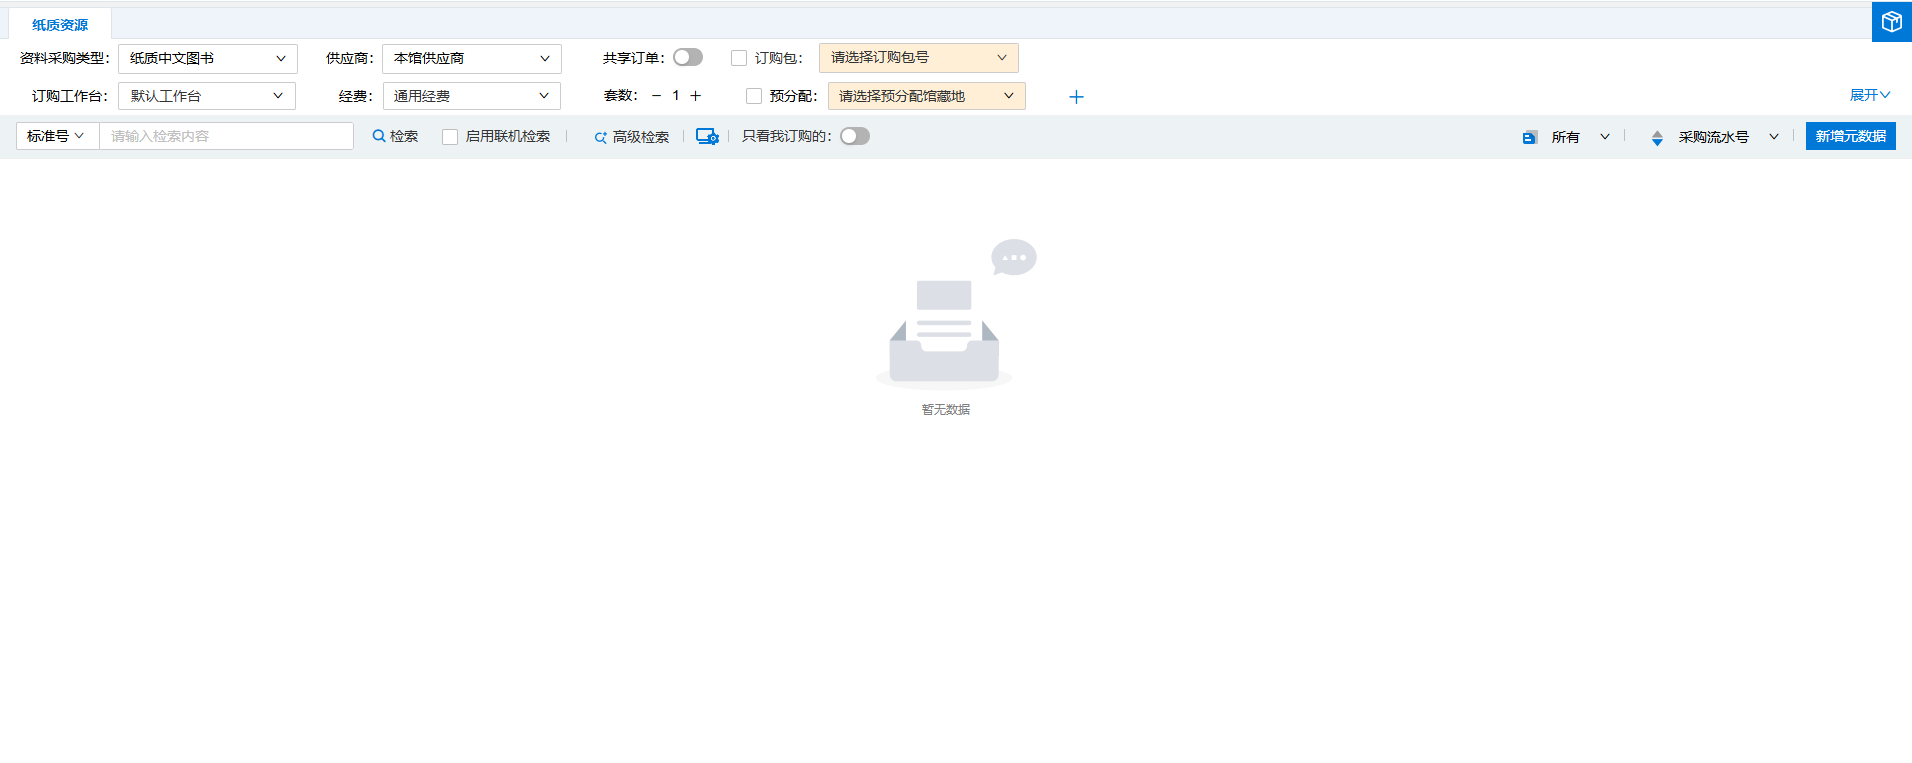 纸质资源
资料采购类型： 纸质中文图书 供应商： 本馆供应商 共享订单： 订购包： 请选择订购包号
订购工作台： 默认工作台 经费： 通用经费 套数： − 1 + 预分配： 请选择预分配馆藏地 + 展开
标准号 请输入检索内容 检索 启用联机检索 高级检索 只看我订购的： 所有 采购流水号 新增元数据
暂无数据